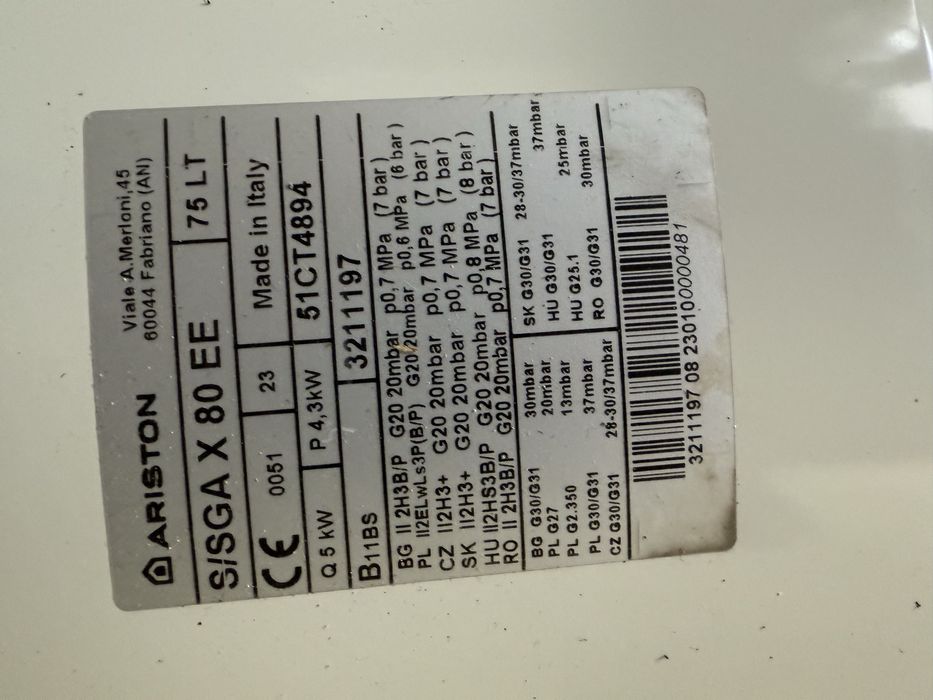 ARISTON
Viale A.Merloni,45
60044 Fabriano (AN)
S/SGA X 80 EE 75 LT
CE 0051 23 Made in Italy
Q 5 kW P 4,3kW 51CT4894
B11BS 3211197
BG II 2H3B/P G20 20mbar p0,7 MPa (7 bar)
PL II2ELwLs3P(B/P) G20 20mbar p0,6 MPa (6 bar)
CZ II2H3+ G20 20mbar p0,7 MPa (7 bar)
SK II2H3+ G20 20mbar p0,7 MPa (7 bar)
HU II2HS3B/P G20 20mbar p0,8 MPa (8 bar)
RO II 2H3B/P G20 20mbar p0,7 MPa (7 bar)
BG G30/G31 30mbar SK G30/G31 28-30/37mbar
PL G27 20mbar HU G30/G31 37mbar
PL G2.350 13mbar HU G25.1 25mbar
PL G30/G31 37mbar RO G30/G31 30mbar
CZ G30/G31 28-30/37mbar
3211197 08 230100000481